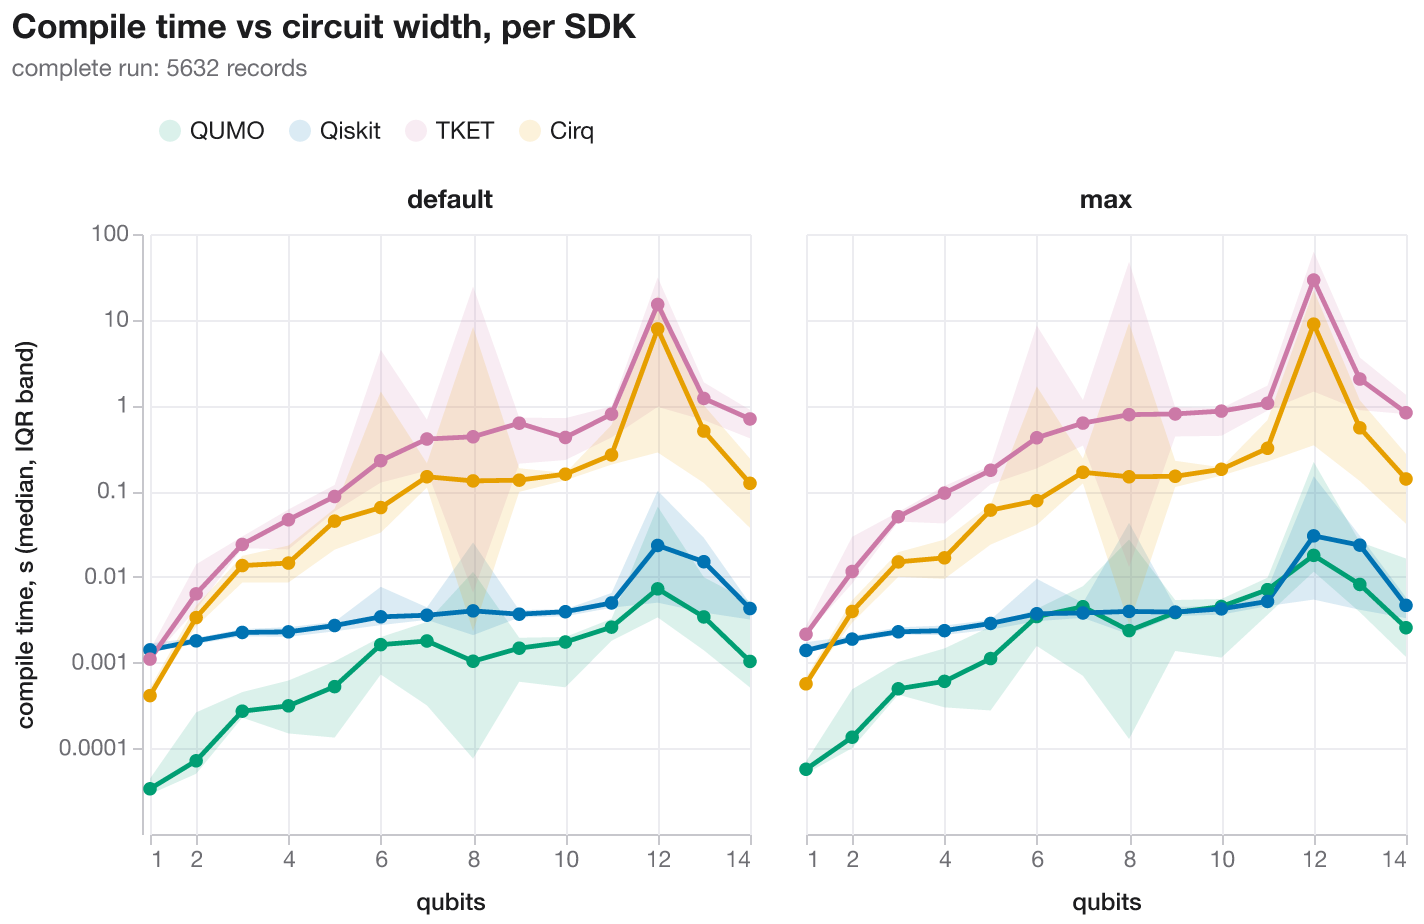 Compile time vs circuit width, per SDK
complete run: 5632 records
QUMO Qiskit TKET Cirq
default
max
compile time, s (median, IQR band)
100
10
1
0.1
0.01
0.001
0.0001
1 2 4 6 8 10 12 14
1 2 4 6 8 10 12 14
qubits
qubits